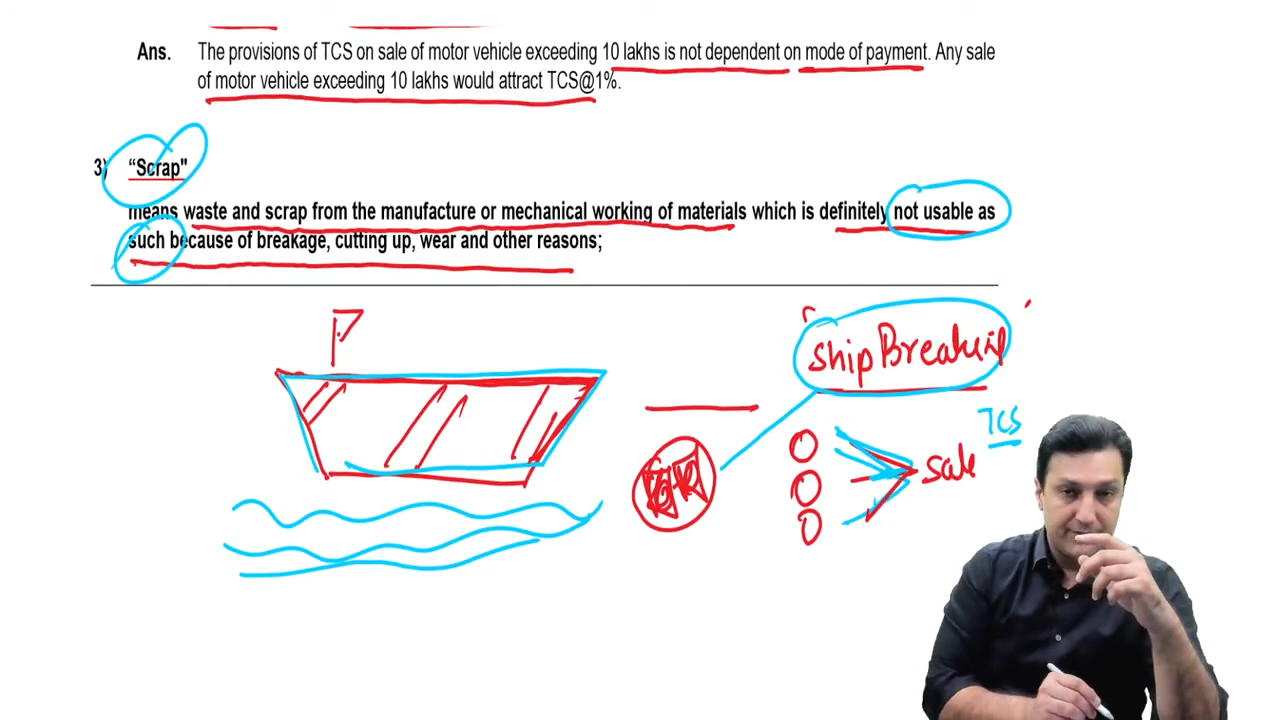 Ans. The provisions of TCS on sale of motor vehicle exceeding 10 lakhs is not dependent on mode of payment. Any sale
of motor vehicle exceeding 10 lakhs would attract TCS@1%.
3) “Scrap"
means waste and scrap from the manufacture or mechanical working of materials which is definitely not usable as
such because of breakage, cutting up, wear and other reasons;
ship
TCS
sale